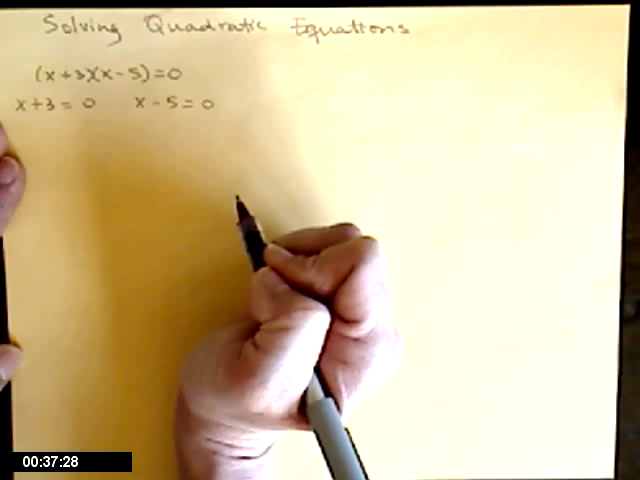 Solving Quadratic Equations
(x+3)(x-5)=0
x+3=0 x-5=0
00:37:28